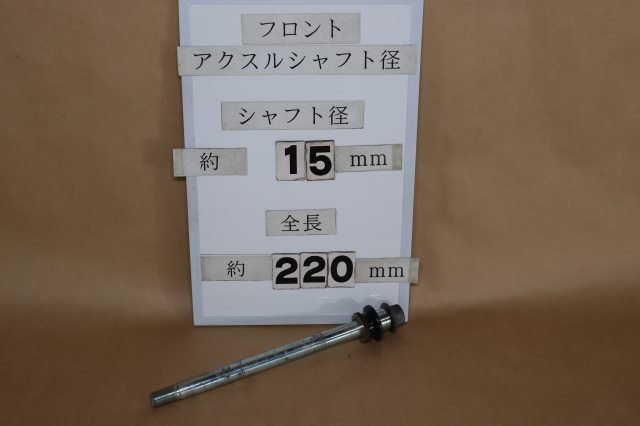 フロント
アクスルシャフト径
シャフト径
約 15 mm
全長
約 220 mm